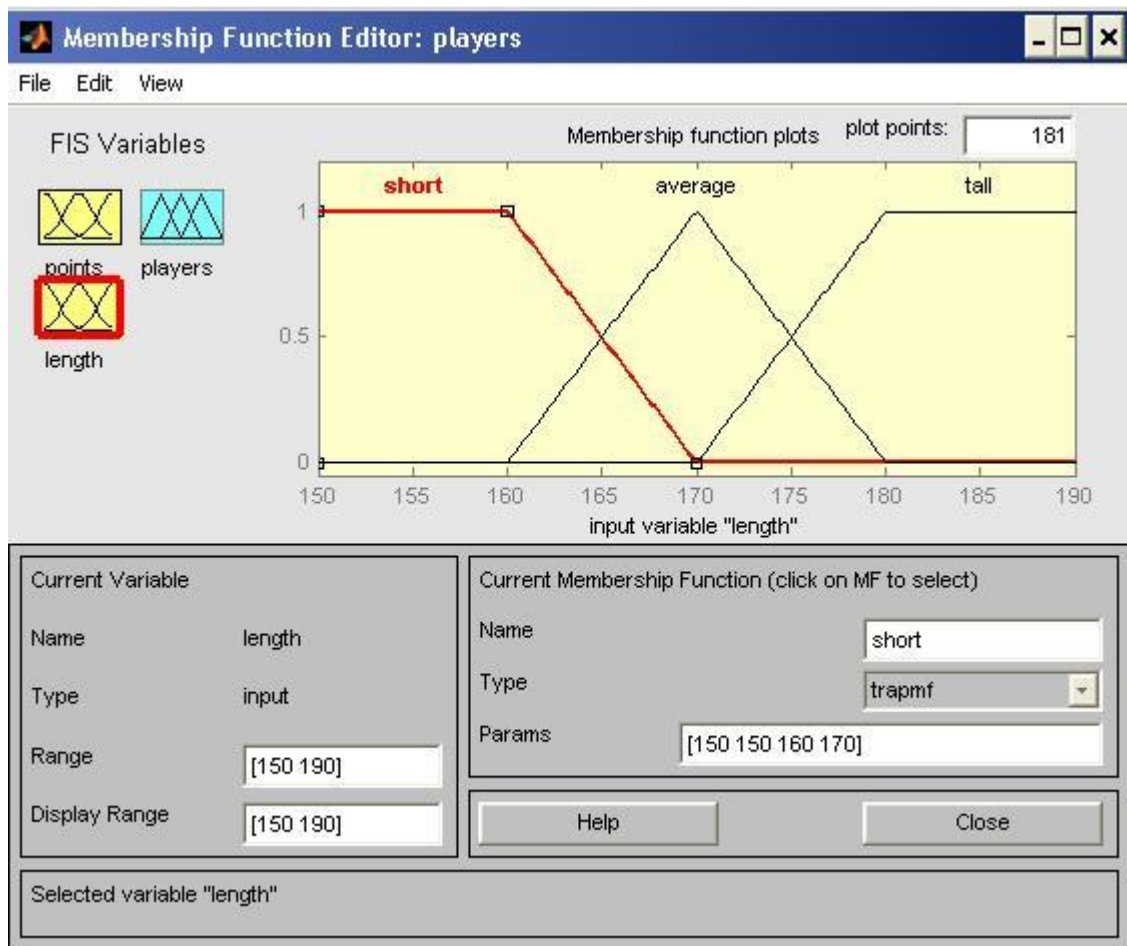 Membership Function Editor: players
File Edit View
FIS Variables
points players
length
Membership function plots plot points: 181
short average tall
1
0.5
0
150 155 160 165 170 175 180 185 190
input variable "length"
Current Variable
Name length
Type input
Range [150 190]
Display Range [150 190]
Current Membership Function (click on MF to select)
Name short
Type trapmf
Params [150 150 160 170]
Help Close
Selected variable "length"